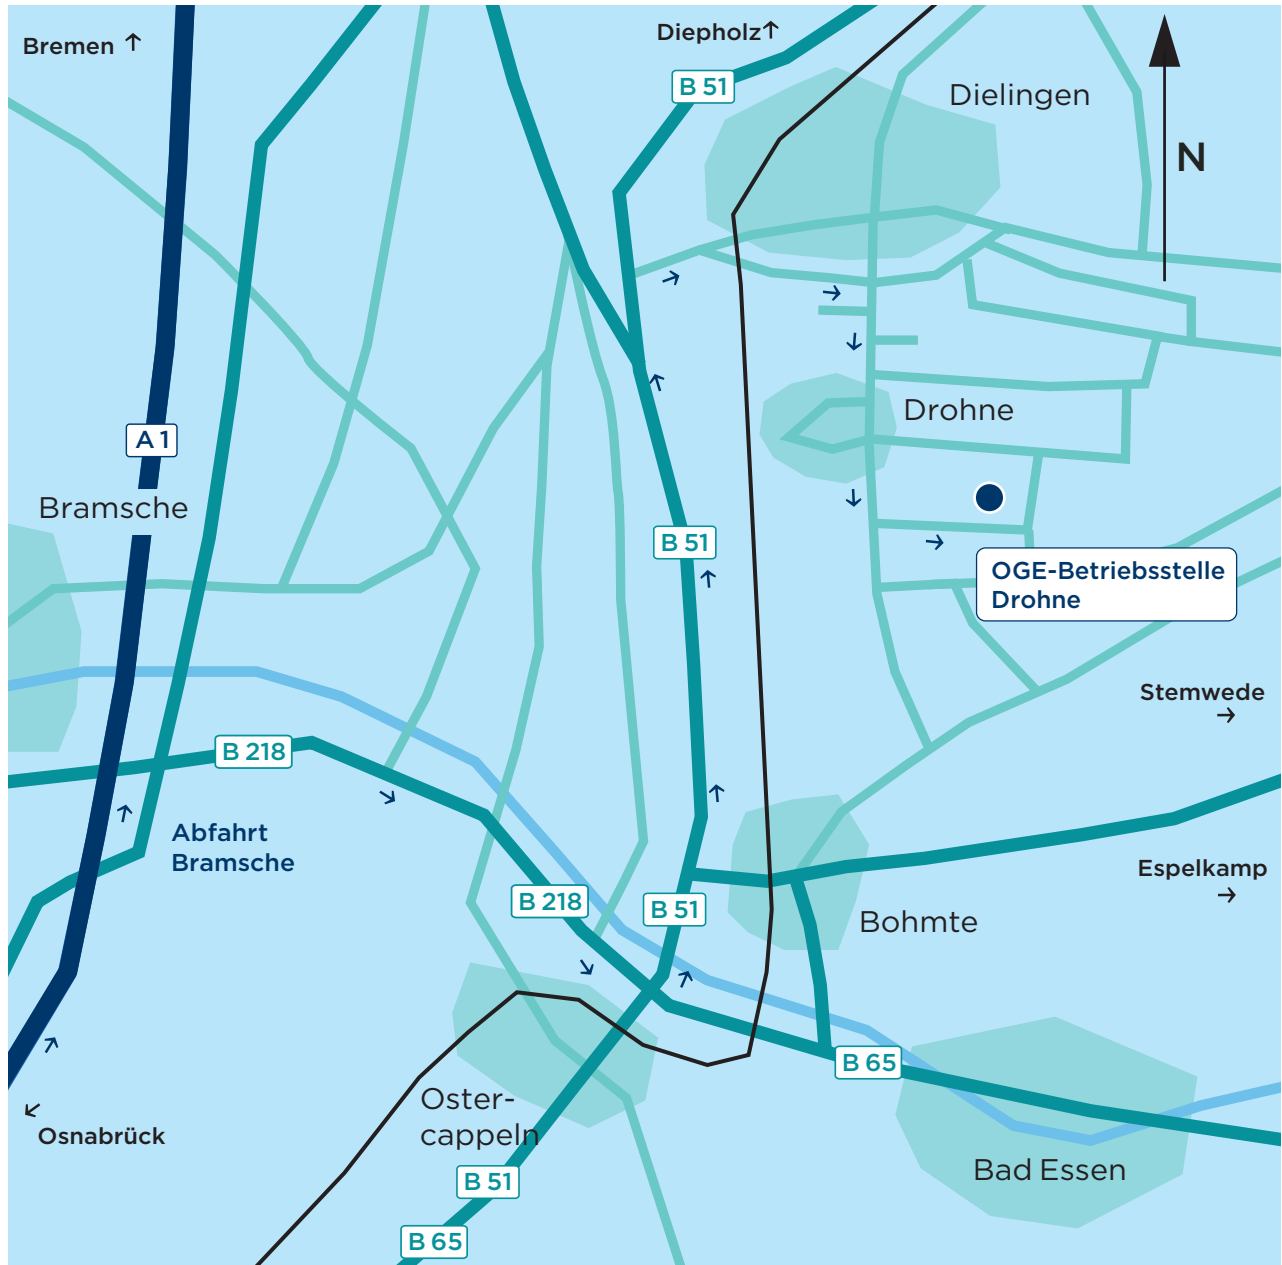 Bremen ↑
Diepholz↑
B 51
Dielingen
N
Drohne
A 1
Bramsche
B 51
OGE-Betriebsstelle
Drohne
Stemwede
→
B 218
Abfahrt
Bramsche
Espelkamp
→
B 218
B 51
Bohmte
B 65
Oster-
cappeln
←
Osnabrück
Bad Essen
B 51
B 65